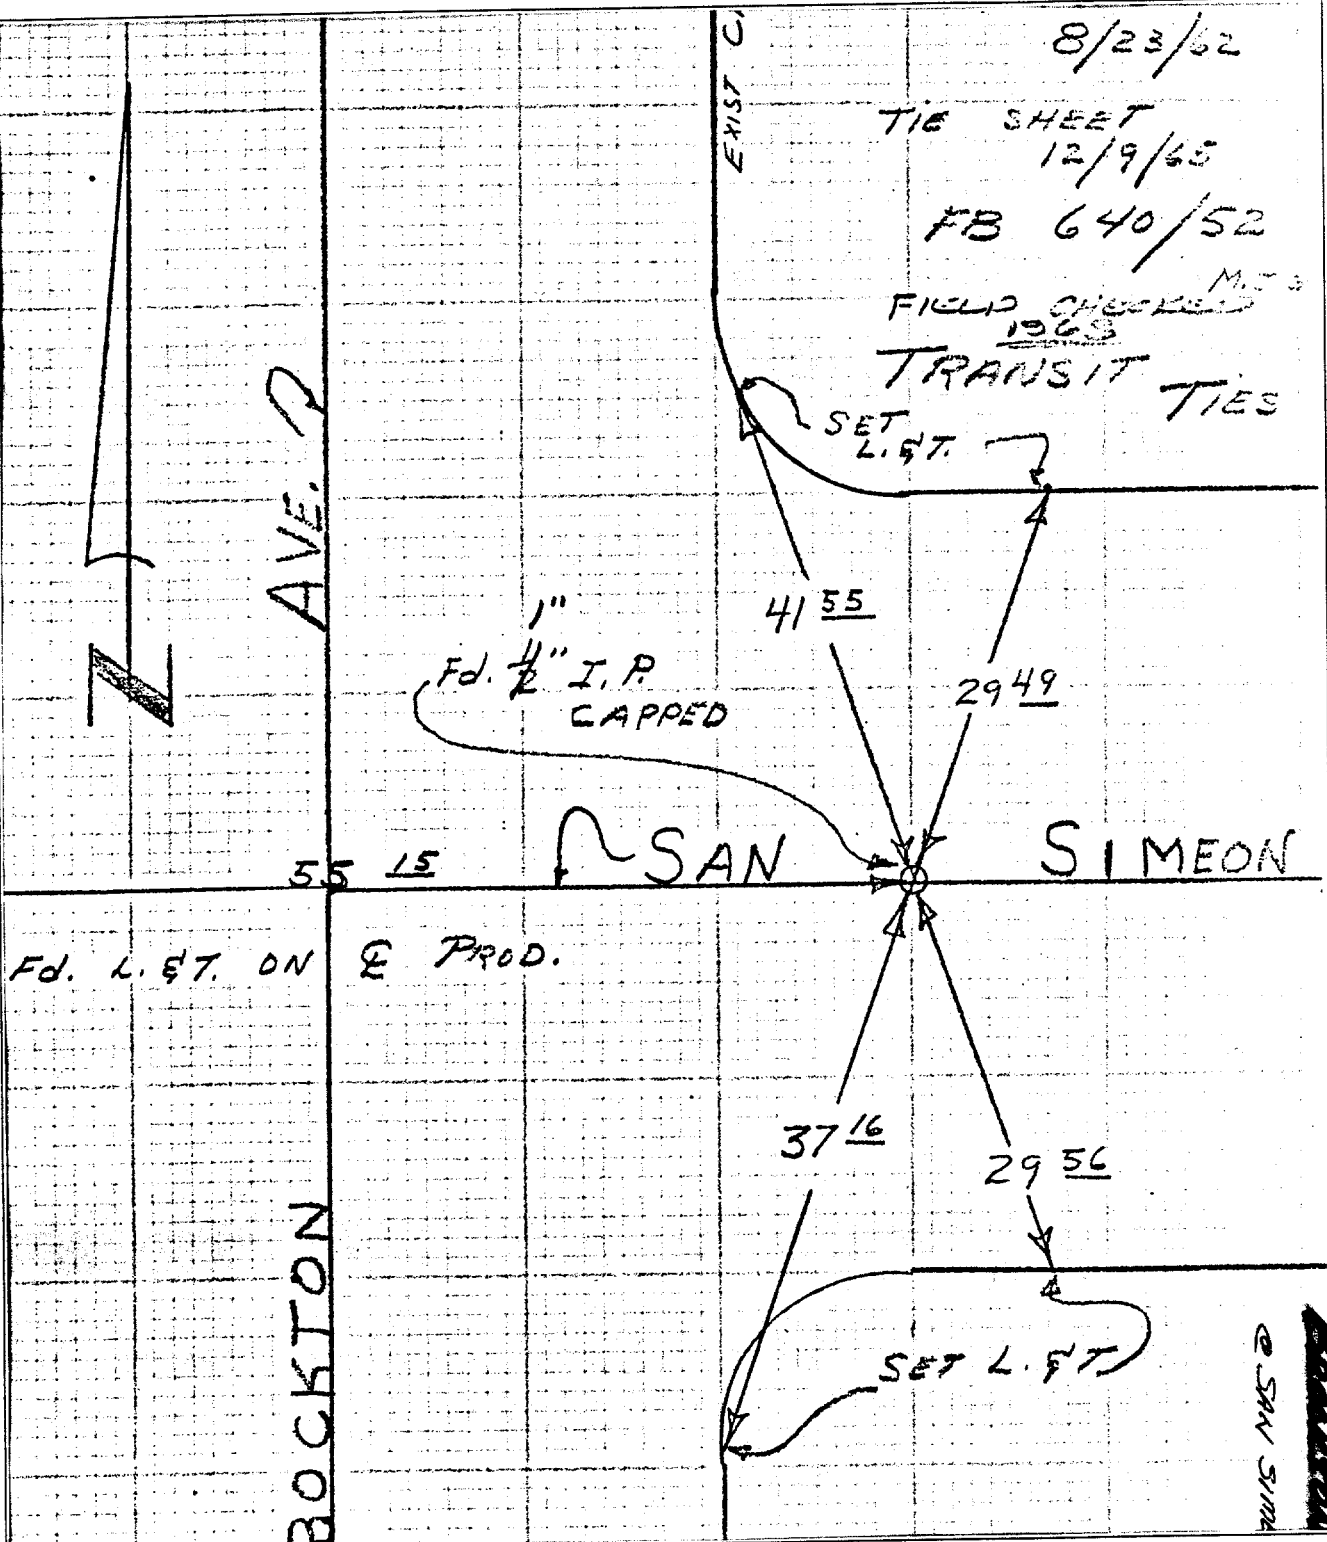 8/23/62
TIE SHEET
12/9/65
FB 640/52
FIELD CHECKED
TRANSIT TIES
EXIST
AVE.
SET
L. & T.
41 55
29 49
1"
Fd. 1/2" I. P.
CAPPED
55 15
SAN SIMEON
Fd. L. & T. ON ℄ PROD.
37 16
29 56
BOCKTON
SET L. & T.
@ SAN SIM